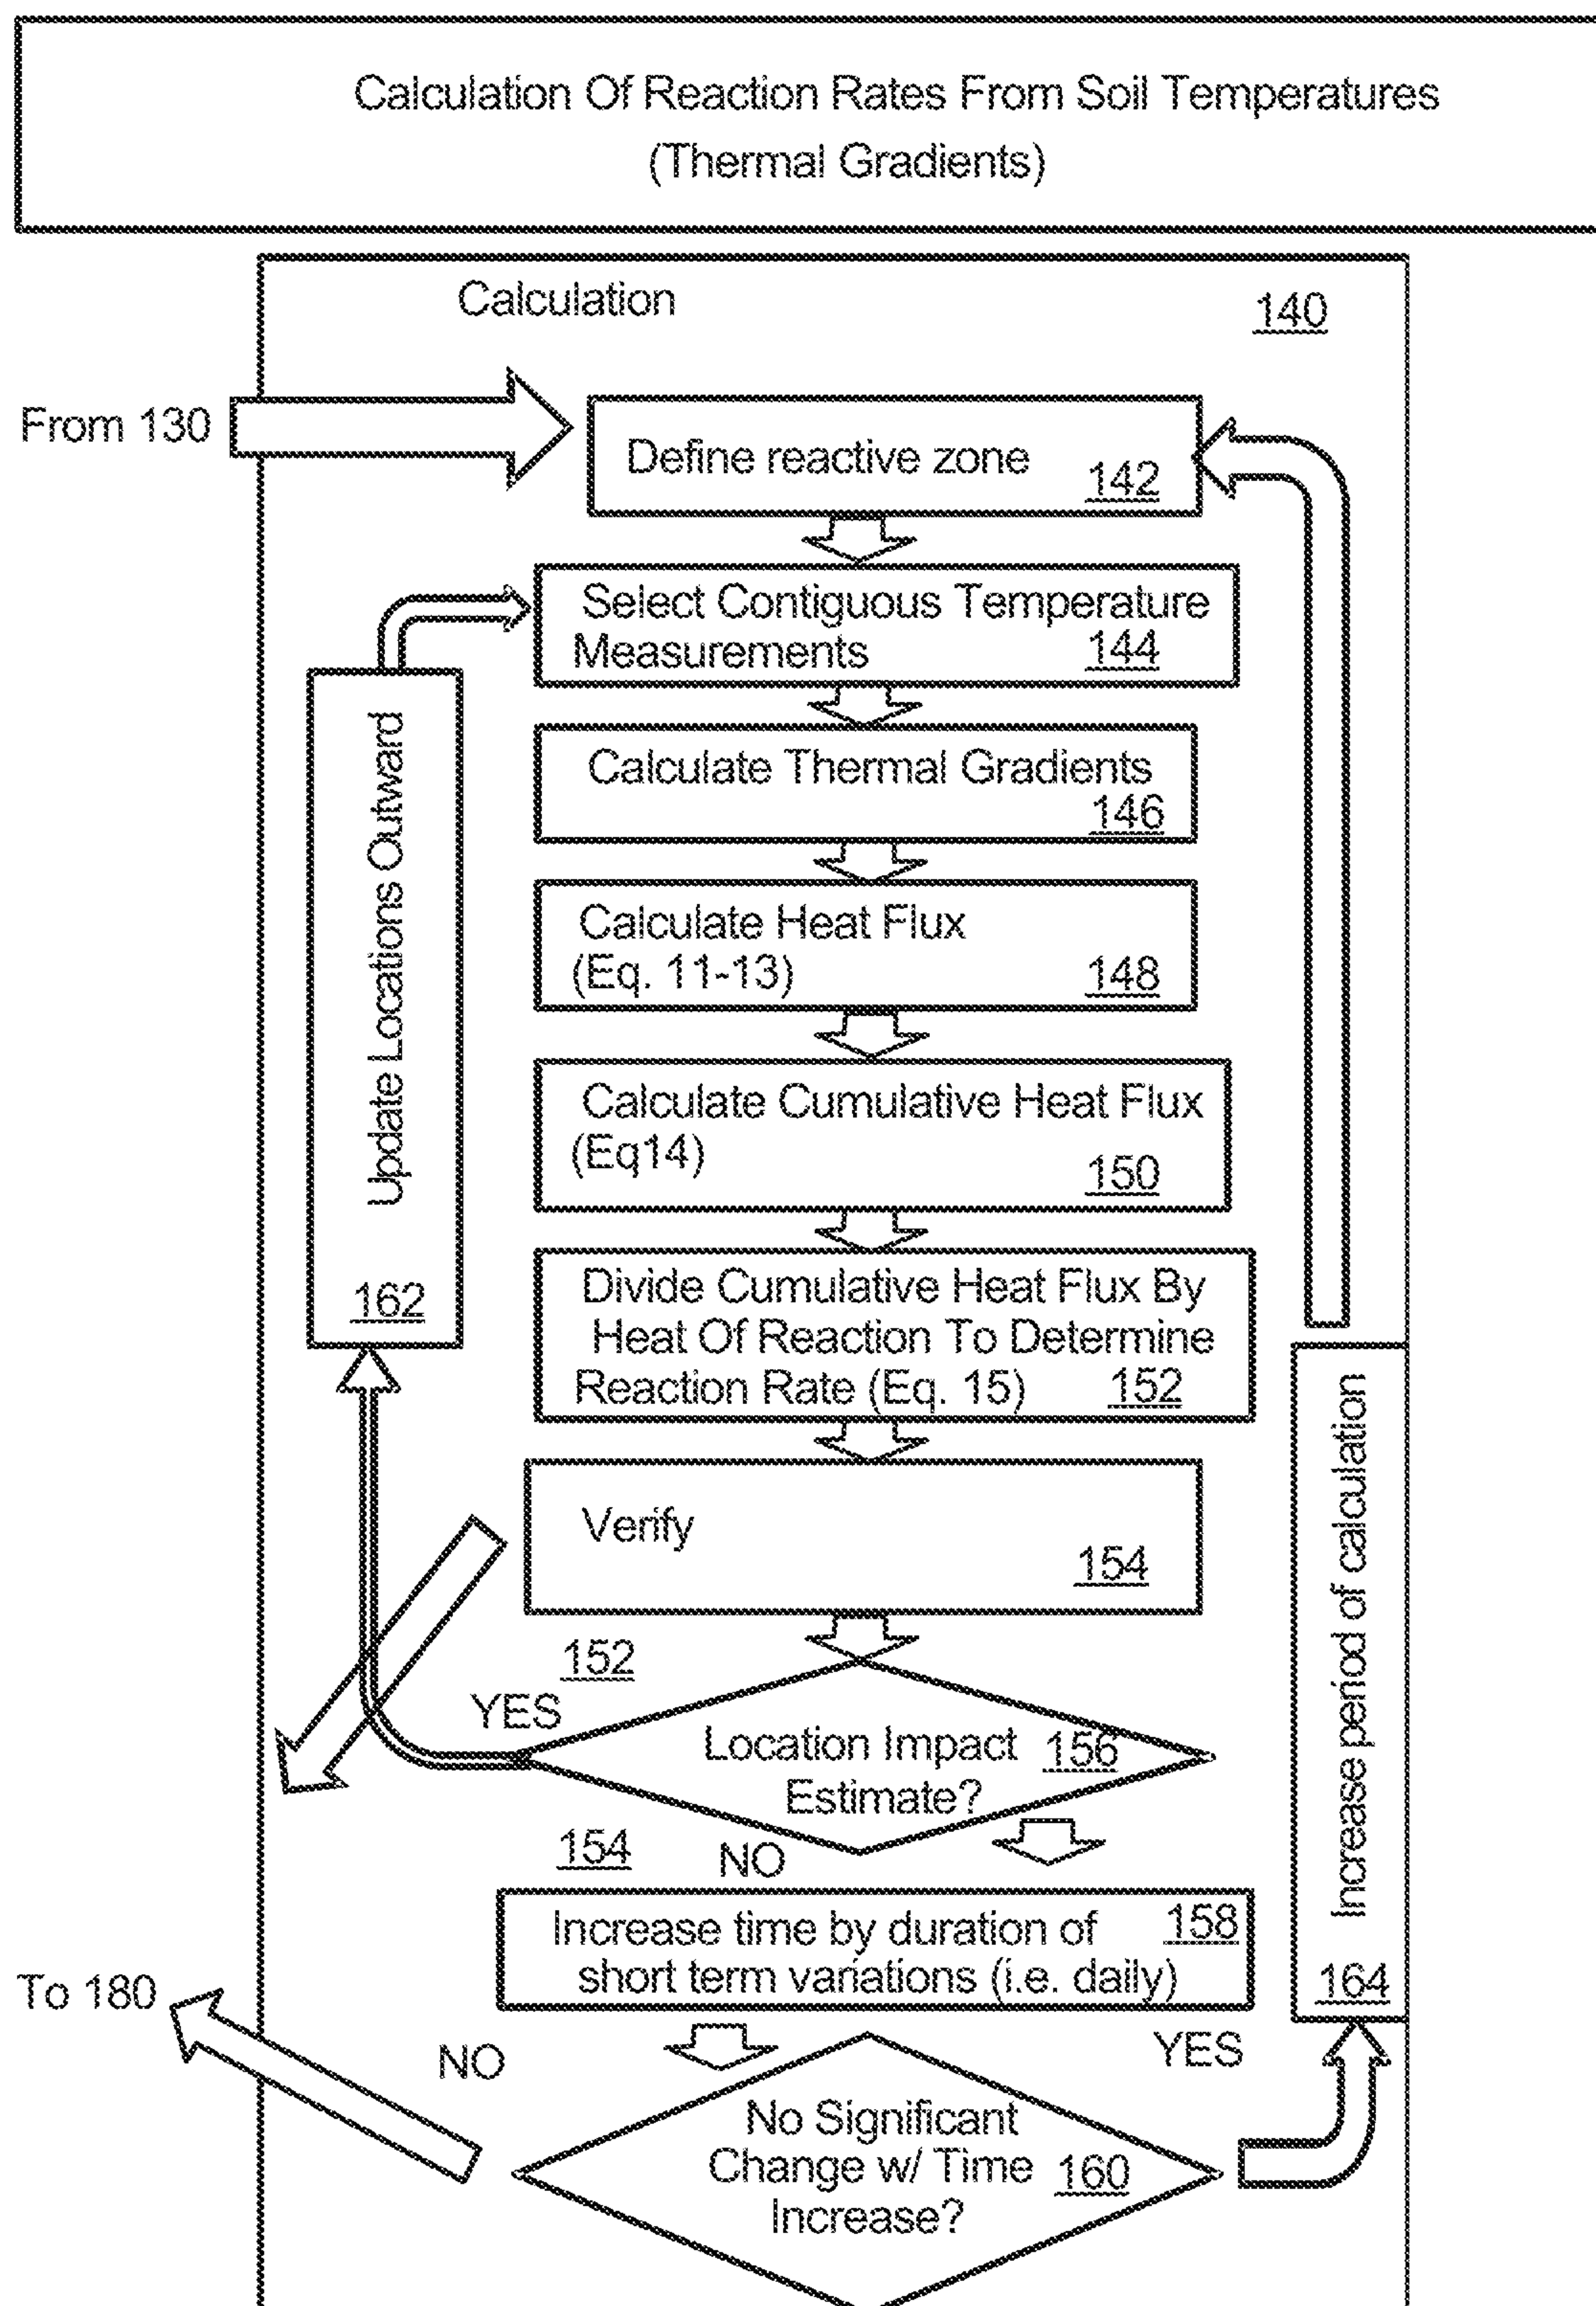 Calculation Of Reaction Rates From Soil Temperatures
(Thermal Gradients)
Calculation
140
From 130
Define reactive zone
142
Select Contiguous Temperature
Measurements 144
Calculate Thermal Gradients
146
Calculate Heat Flux
(Eq. 11-13) 148
Calculate Cumulative Heat Flux
(Eq14)
150
Divide Cumulative Heat Flux By
Heat Of Reaction To Determine
Reaction Rate (Eq. 15) 152
Update Locations Outward
162
Verify
154
152
YES
Location Impact 156
Estimate?
154
NO
Increase time by duration of 158
short term variations (i.e. daily)
Increase period of calculation
164
To 180
NO
YES
No Significant
Change w/ Time 160
Increase?